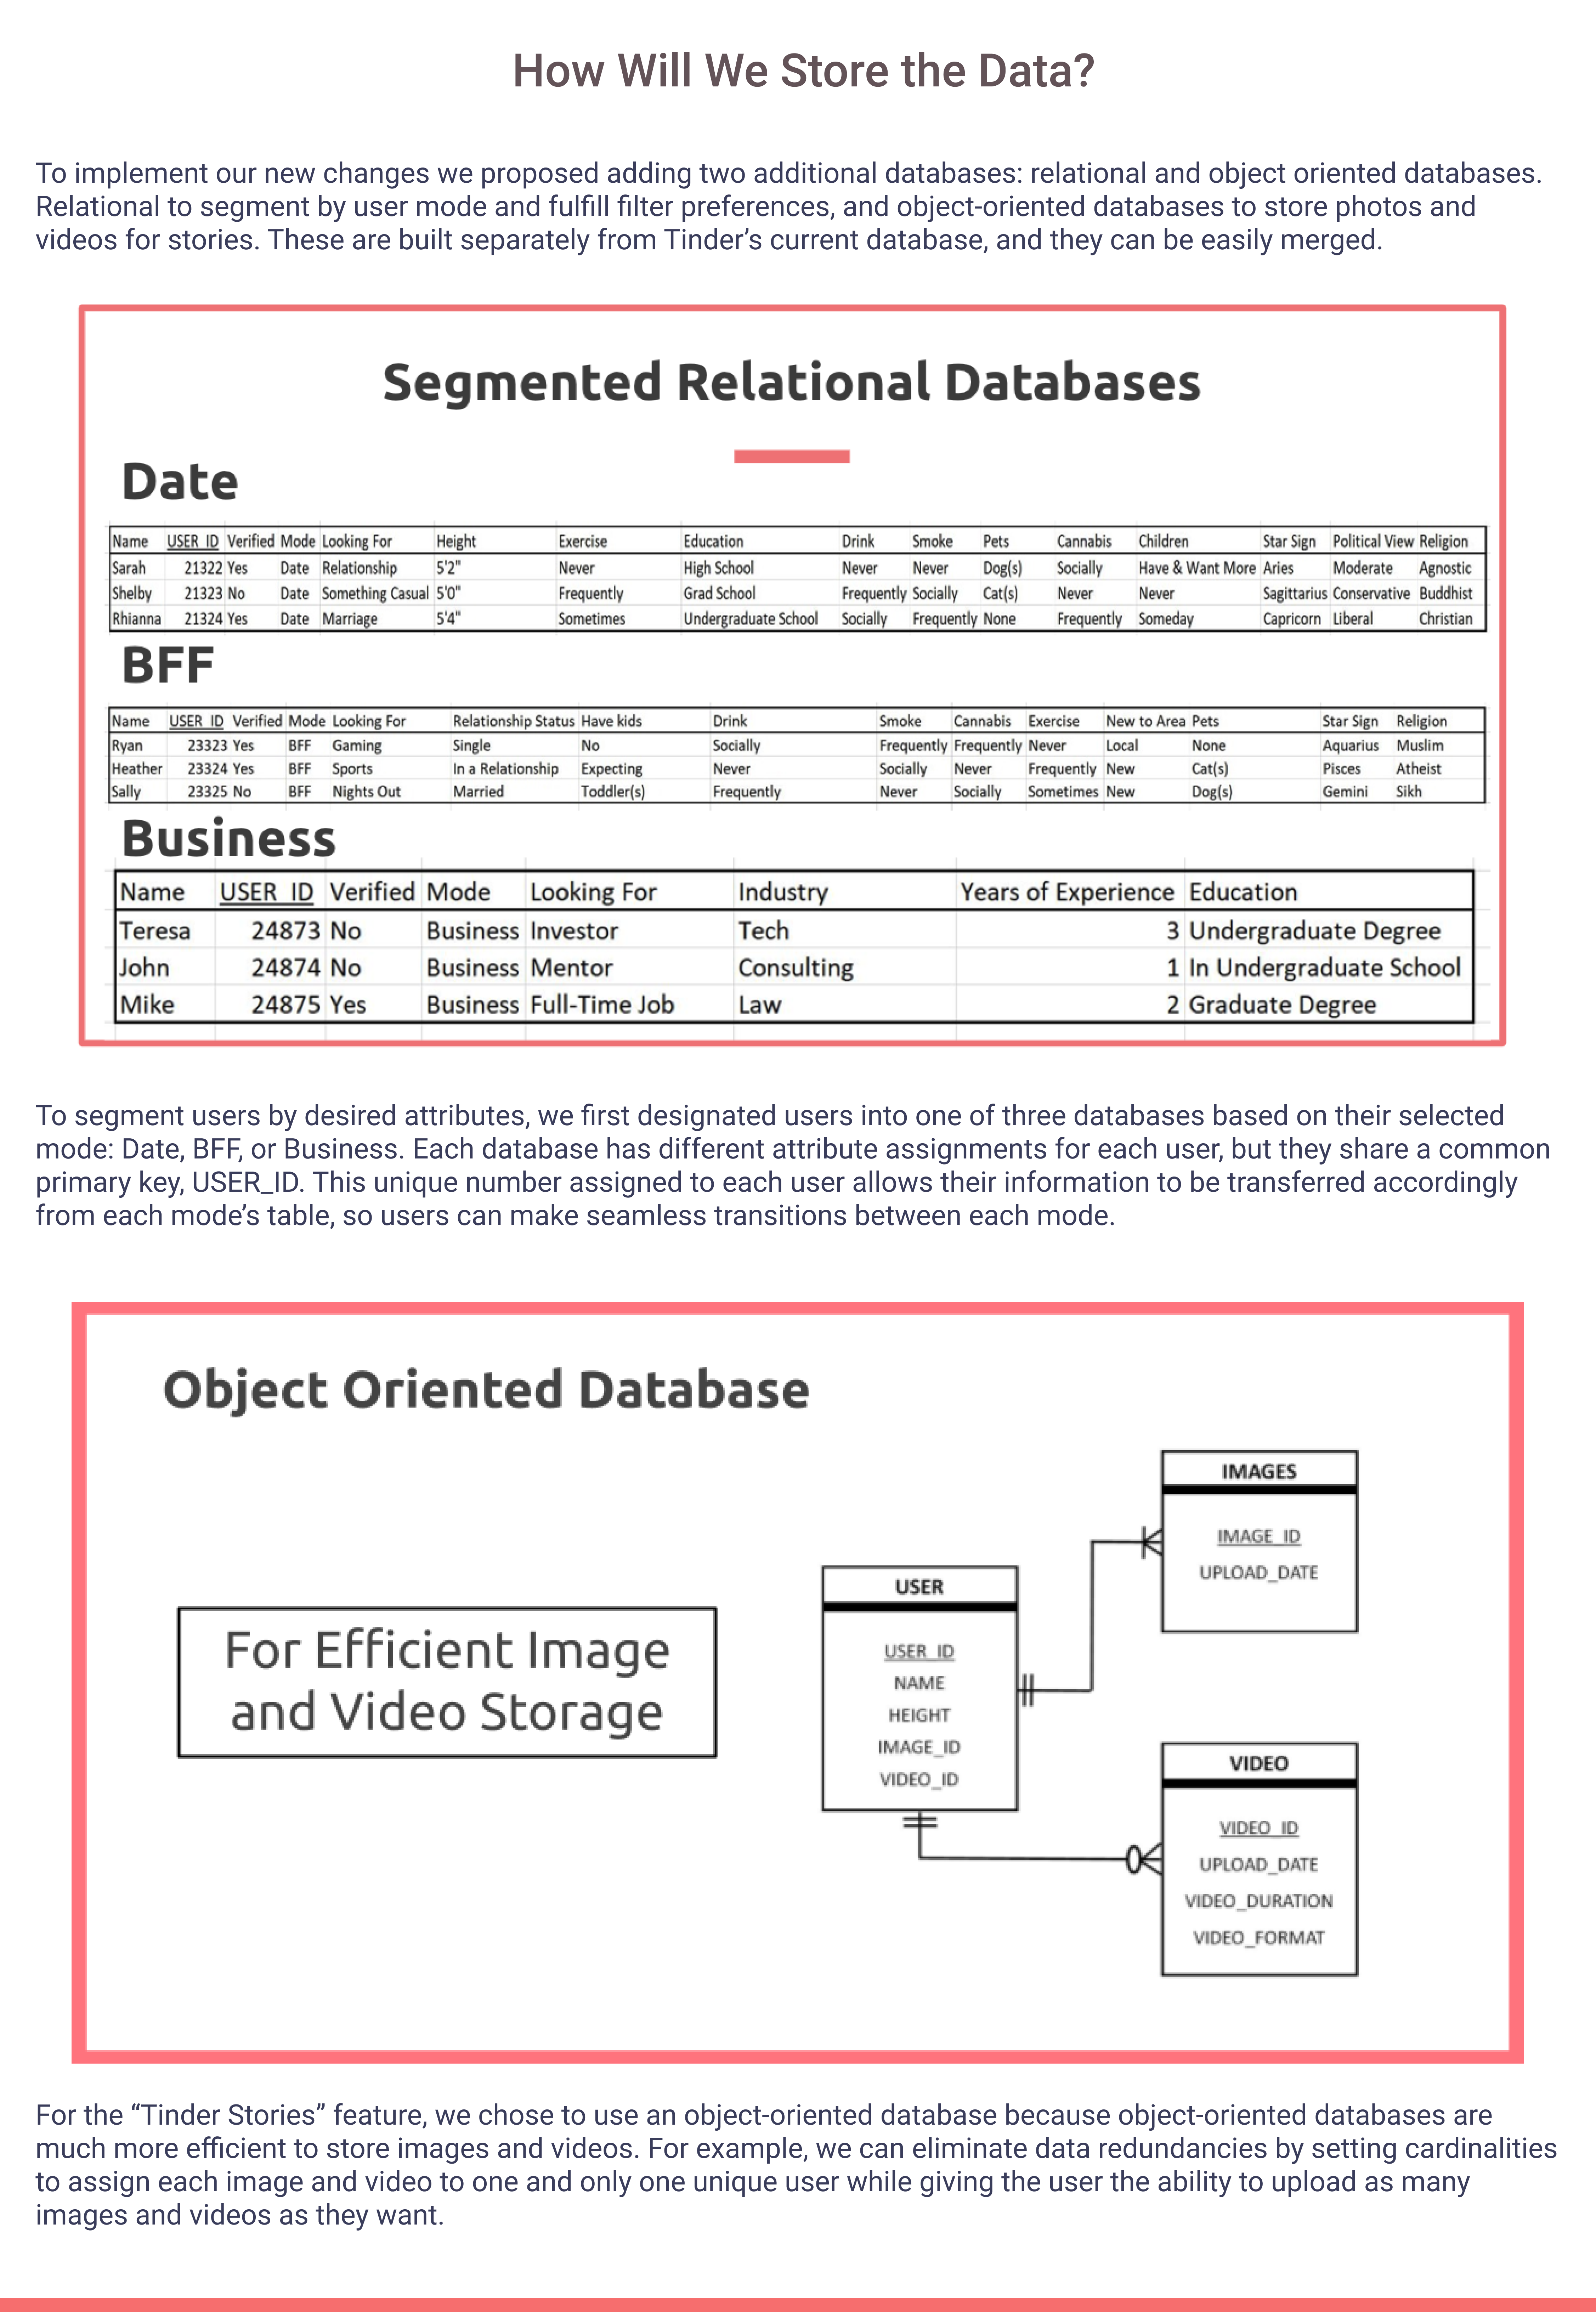 How Will We Store the Data?
To implement our new changes we proposed adding two additional databases: relational and object oriented databases.
Relational to segment by user mode and fulfill filter preferences, and object-oriented databases to store photos and
videos for stories. These are built separately from Tinder’s current database, and they can be easily merged.
Segmented Relational Databases
Date
Name USER_ID Verified Mode Looking For Height Exercise Education Drink Smoke Pets Cannabis Children Star Sign Political View Religion
Sarah 21322 Yes Date Relationship 5'2" Never High School Never Never Dog(s) Socially Have & Want More Aries Moderate Agnostic
Shelby 21323 No Date Something Casual 5'0" Frequently Grad School Frequently Socially Cat(s) Never Never Sagittarius Conservative Buddhist
Rhianna 21324 Yes Date Marriage 5'4" Sometimes Undergraduate School Socially Frequently None Frequently Someday Capricorn Liberal Christian
BFF
Name USER_ID Verified Mode Looking For Relationship Status Have kids Drink Smoke Cannabis Exercise New to Area Pets Star Sign Religion
Ryan 23323 Yes BFF Gaming Single No Socially Frequently Frequently Never Local None Aquarius Muslim
Heather 23324 Yes BFF Sports In a Relationship Expecting Never Socially Never Frequently New Cat(s) Pisces Atheist
Sally 23325 No BFF Nights Out Married Toddler(s) Frequently Never Socially Sometimes New Dog(s) Gemini Sikh
Business
Name USER_ID Verified Mode Looking For Industry Years of Experience Education
Teresa 24873 No Business Investor Tech 3 Undergraduate Degree
John 24874 No Business Mentor Consulting 1 In Undergraduate School
Mike 24875 Yes Business Full-Time Job Law 2 Graduate Degree
To segment users by desired attributes, we first designated users into one of three databases based on their selected
mode: Date, BFF, or Business. Each database has different attribute assignments for each user, but they share a common
primary key, USER_ID. This unique number assigned to each user allows their information to be transferred accordingly
from each mode’s table, so users can make seamless transitions between each mode.
Object Oriented Database
For Efficient Image
and Video Storage
USER
USER_ID
NAME
HEIGHT
IMAGE_ID
VIDEO_ID
IMAGES
IMAGE_ID
UPLOAD_DATE
VIDEO
VIDEO_ID
UPLOAD_DATE
VIDEO_DURATION
VIDEO_FORMAT
For the “Tinder Stories” feature, we chose to use an object-oriented database because object-oriented databases are
much more efficient to store images and videos. For example, we can eliminate data redundancies by setting cardinalities
to assign each image and video to one and only one unique user while giving the user the ability to upload as many
images and videos as they want.